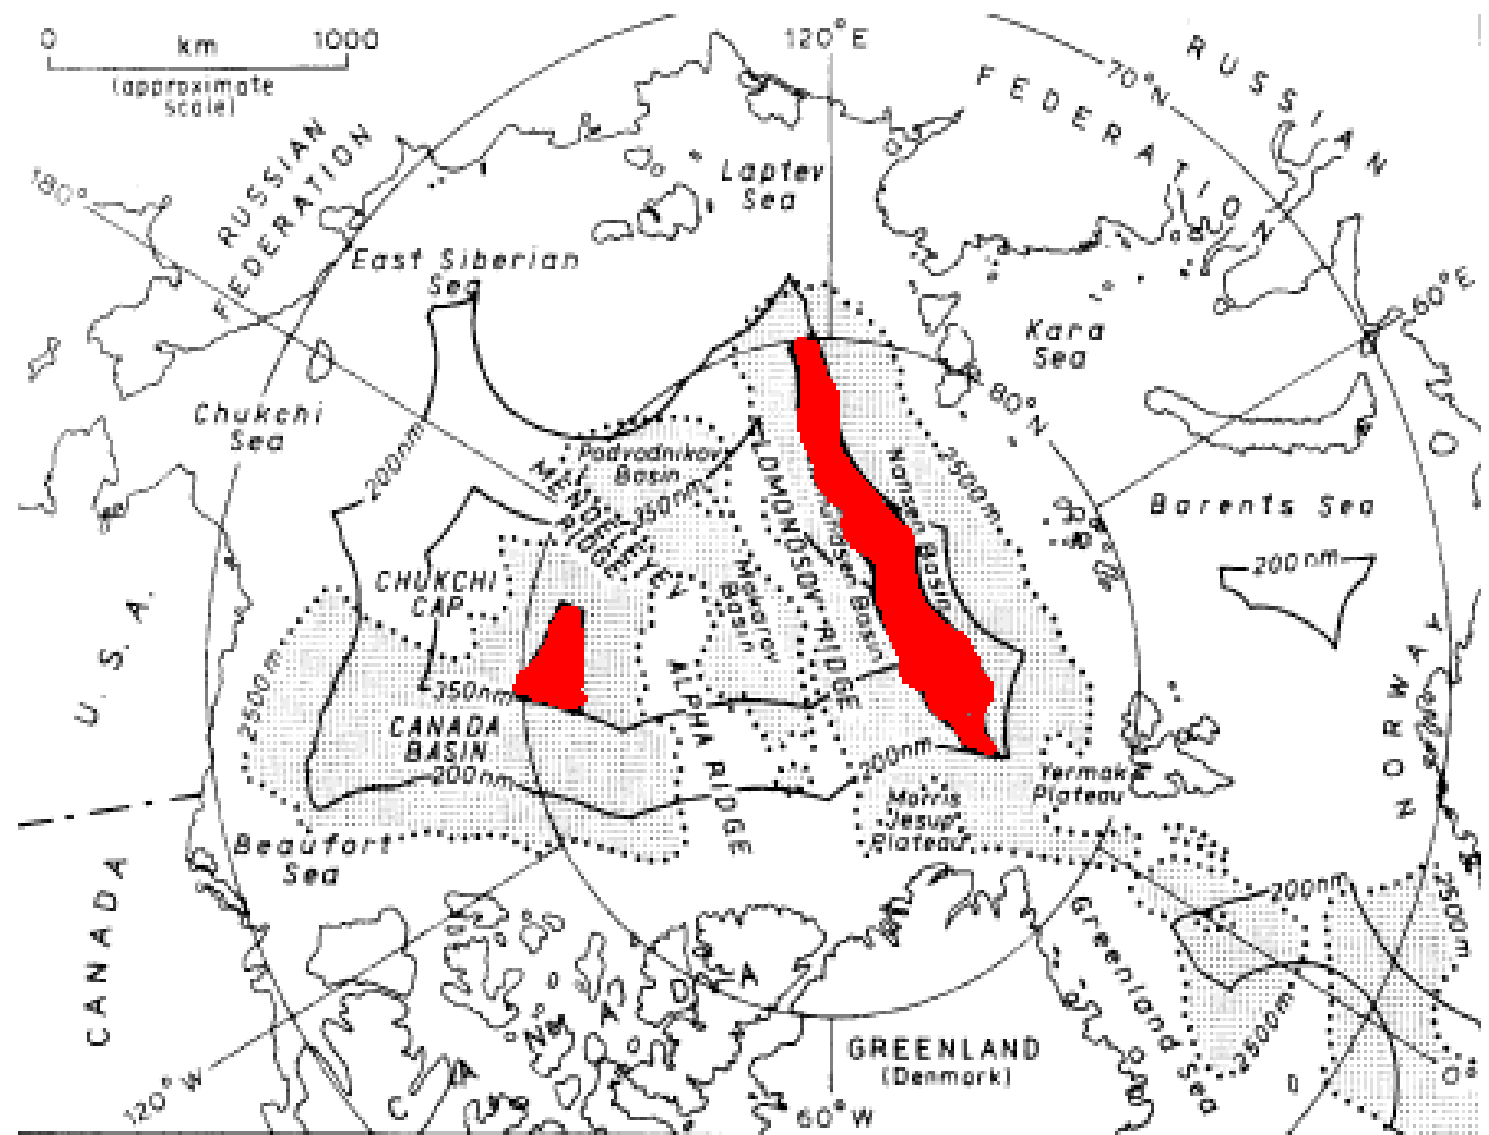 0 km 1000
(approximate
scale)
120°E
70°N
RUSSIAN
FEDERATION
180°
RUSSIAN
FEDERATION
Laptev
Sea
East Siberian
Sea
60°E
Kara
Sea
80°N
Chukchi
Sea
200nm
Podvodnikov
Basin
350nm
MENDELEYEV
RIDGE
LOMONOSOV RIDGE
Nansen Basin
2500m
Barents Sea
200nm
CHUKCHI
CAP
Makarov
Basin
Basin
U.S.A.
2500m
350nm
ALPHA RIDGE
CANADA
BASIN
200nm
200nm
NORWAY
Yermak
Plateau
Morris
Jesup
Plateau
Beaufort
Sea
CANADA
200nm
2500m
Greenland Sea
2500m
GREENLAND
(Denmark)
120°W
60°W
0°
C
A
N
A
D
A